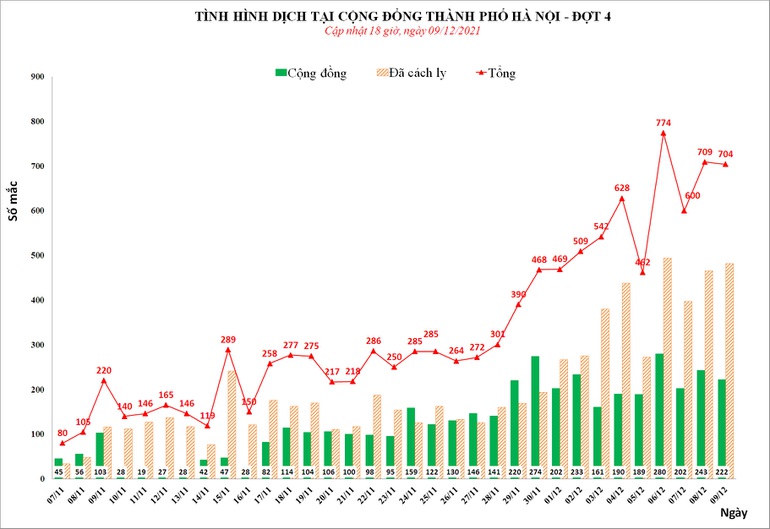 TÌNH HÌNH DỊCH TẠI CỘNG ĐỒNG THÀNH PHỐ HÀ NỘI - ĐỢT 4
Cập nhật 18 giờ, ngày 09/12/2021
Cộng đồng Đã cách ly Tổng
900
800
700
600
500
400
300
200
100
0
Số mắc
80 105 220 140 146 165 146 119 289 150 258 277 275 217 218 286 250 285 285 264 272 301 390 468 469 509 542 628 462 774 600 709 704
45 56 103 28 19 27 28 42 47 28 82 114 104 106 100 98 95 159 122 130 146 141 220 274 202 233 161 190 189 280 202 243 222
07/11 08/11 09/11 10/11 11/11 12/11 13/11 14/11 15/11 16/11 17/11 18/11 19/11 20/11 21/11 22/11 23/11 24/11 25/11 26/11 27/11 28/11 29/11 30/11 01/12 02/12 03/12 04/12 05/12 06/12 07/12 08/12 09/12
Ngày